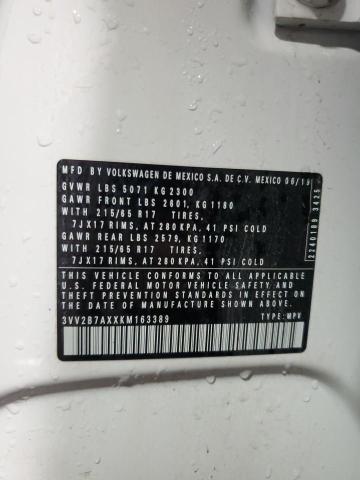 MFD BY VOLKSWAGEN DE MEXICO S.A. DE C.V. MEXICO 06/19
GVWR LBS 5071 KG 2300
GAWR FRONT LBS 2601, KG 1180
WITH 215/65 R17 TIRES,
7JX17 RIMS, AT 280 KPA, 41 PSI COLD
GAWR REAR LBS 2579, KG 1170
WITH 215/65 R17 TIRES,
7JX17 RIMS, AT 280 KPA, 41 PSI COLD
THIS VEHICLE CONFORMS TO ALL APPLICABLE
U.S. FEDERAL MOTOR VEHICLE SAFETY AND
THEFT PREVENTION STANDARDS IN EFFECT ON
THE DATE OF MANUFACTURE SHOWN ABOVE.
3VV2B7AXXKM163389 TYPE: MPV
2240189 3425